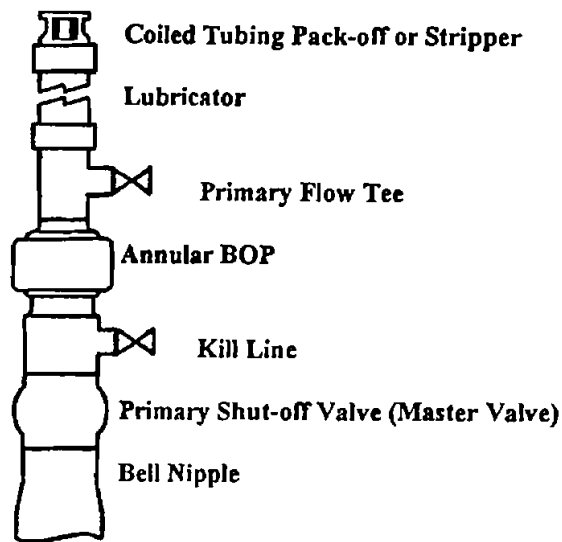 Coiled Tubing Pack-off or Stripper
Lubricator
Primary Flow Tee
Annular BOP
Kill Line
Primary Shut-off Valve (Master Valve)
Bell Nipple